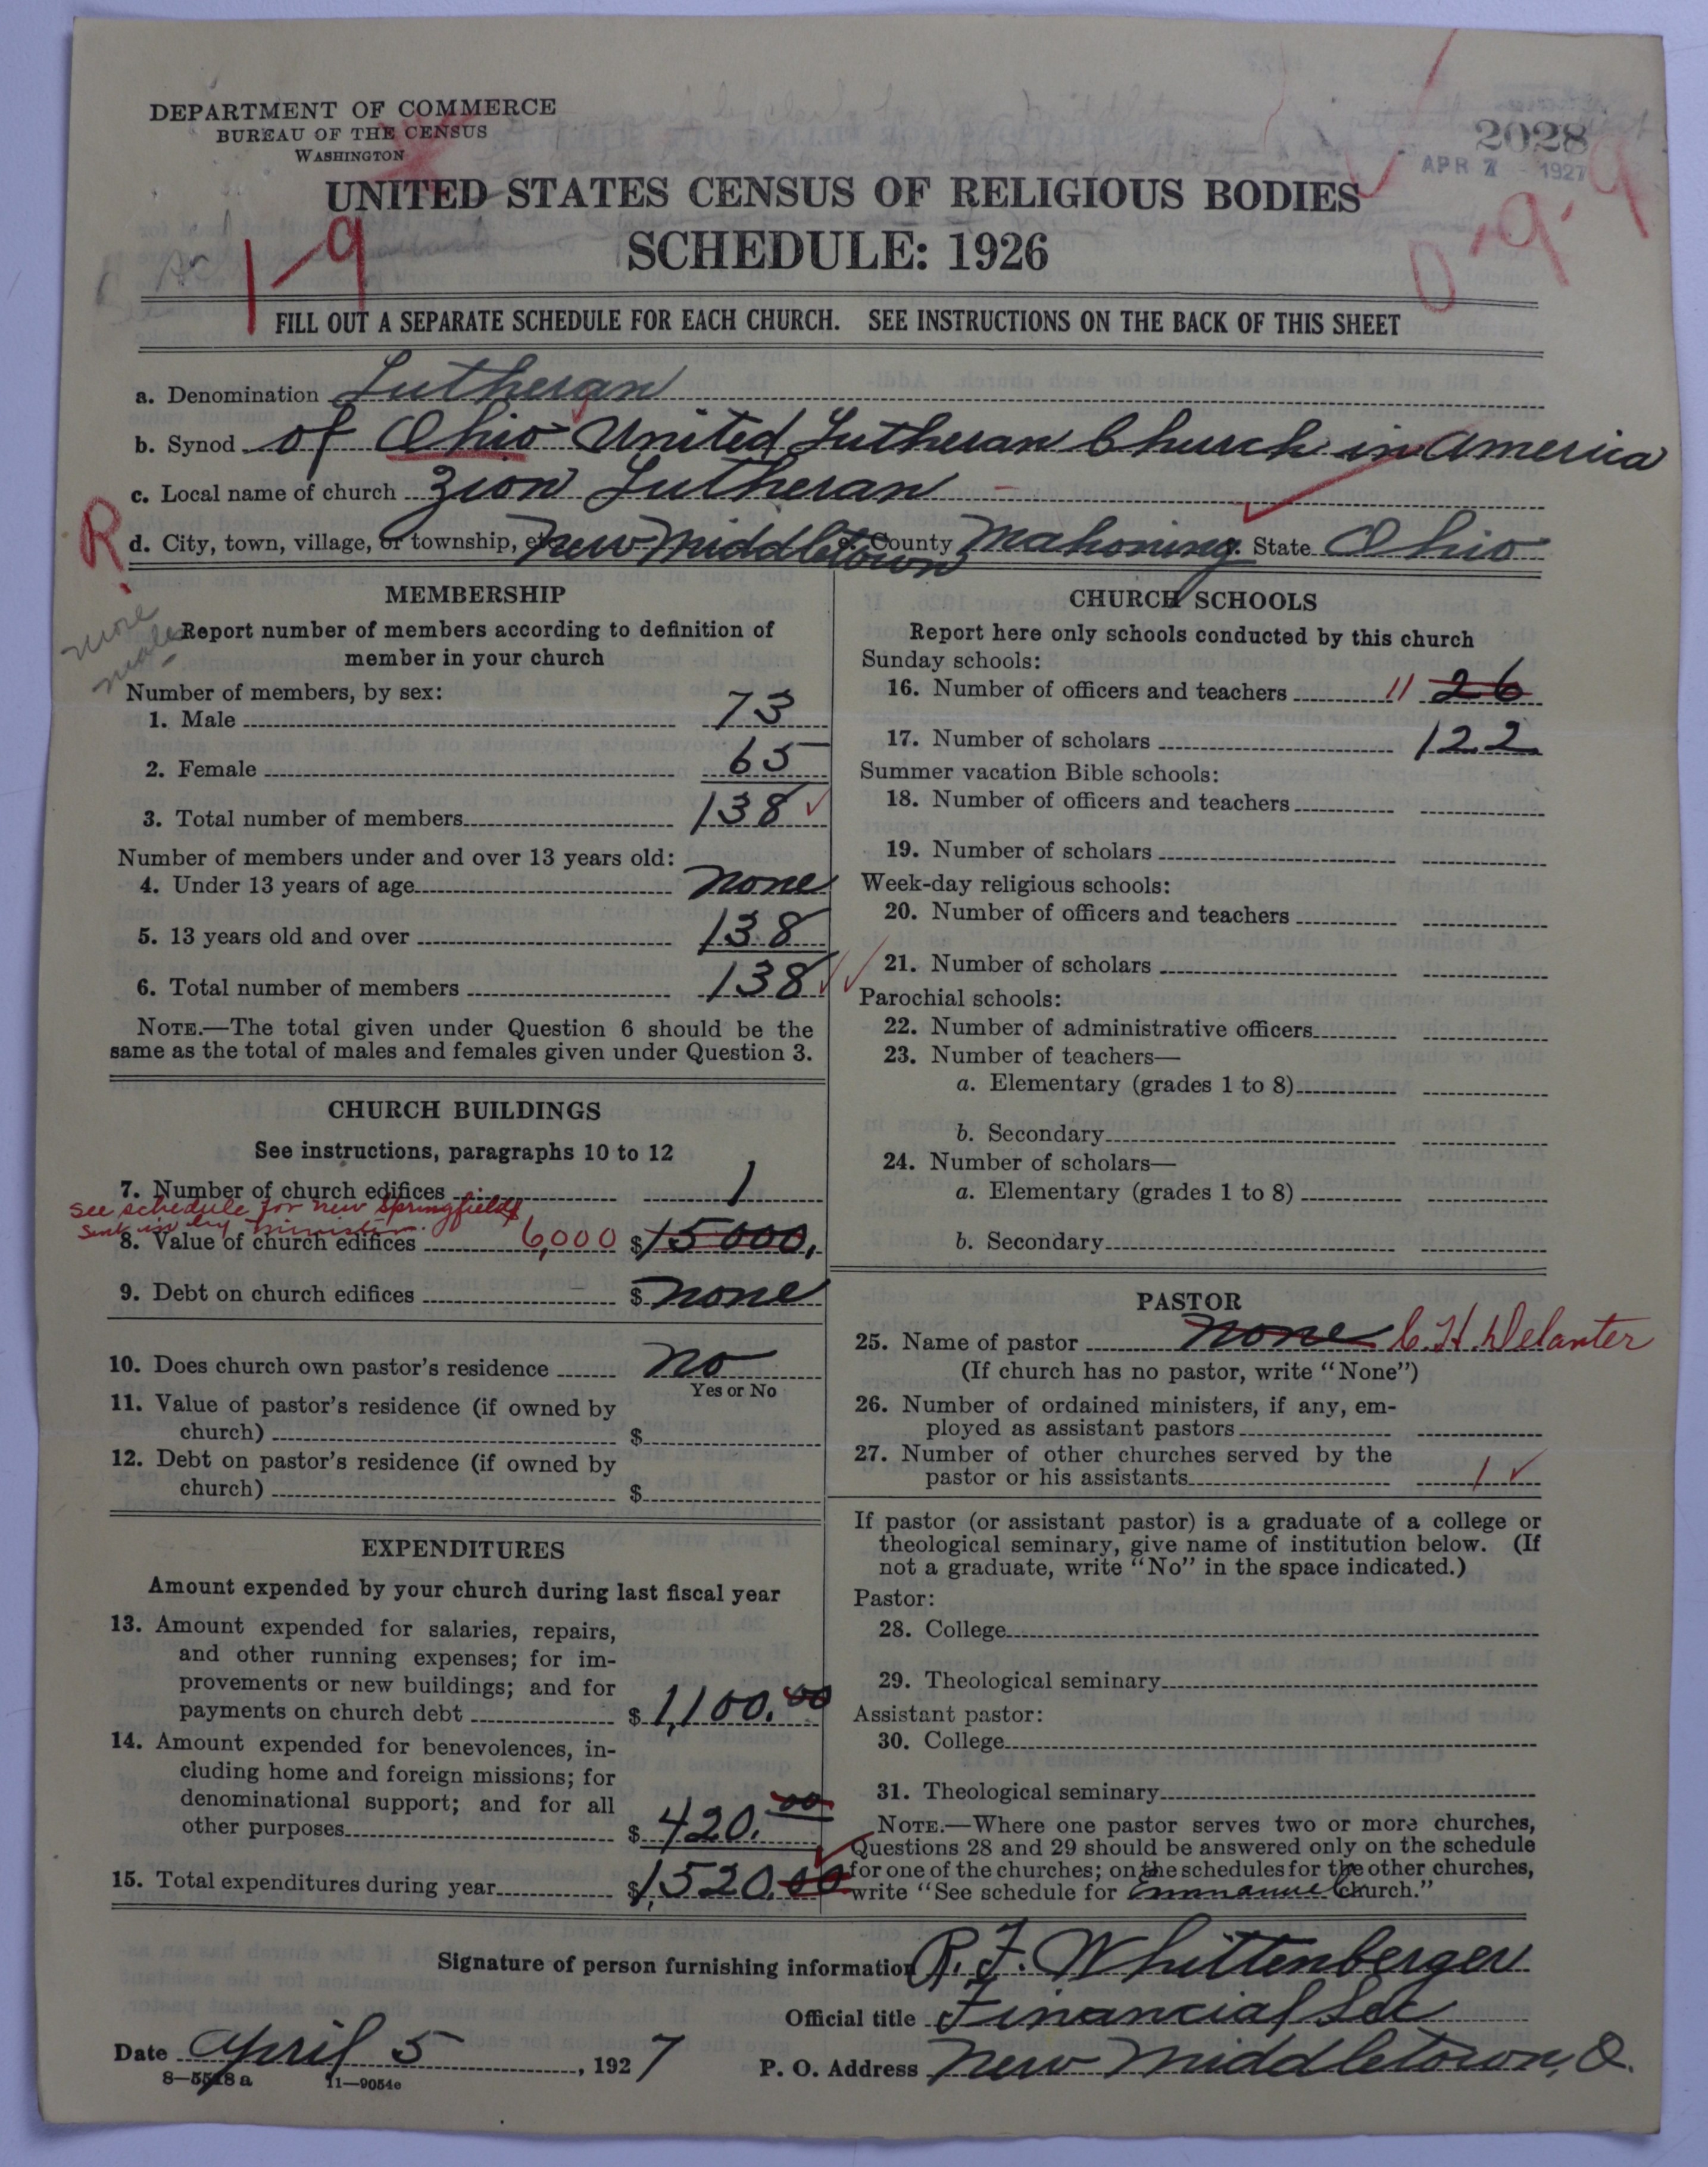 DEPARTMENT OF COMMERCE
BUREAU OF THE CENSUS
WASHINGTON
2028
APR 7 - 1927
UNITED STATES CENSUS OF RELIGIOUS BODIES
SCHEDULE: 1926
1-9
0-9-9
FILL OUT A SEPARATE SCHEDULE FOR EACH CHURCH. SEE INSTRUCTIONS ON THE BACK OF THIS SHEET
a. Denomination Lutheran
b. Synod of Ohio United Lutheran Church in America
c. Local name of church Zion Lutheran
R
d. City, town, village, or township, etc. New Middletown e. County Mahoning State Ohio
more males
MEMBERSHIP
Report number of members according to definition of
member in your church
Number of members, by sex:
1. Male 73
2. Female 65
3. Total number of members 138
Number of members under and over 13 years old:
4. Under 13 years of age none
5. 13 years old and over 138
6. Total number of members 138
NOTE.—The total given under Question 6 should be the
same as the total of males and females given under Question 3.
CHURCH BUILDINGS
See instructions, paragraphs 10 to 12
7. Number of church edifices 1
See schedule for New Springfield
Sent in by minister.
8. Value of church edifices 6,000 $15000.
9. Debt on church edifices $ none
10. Does church own pastor's residence no
Yes or No
11. Value of pastor's residence (if owned by
church) $
12. Debt on pastor's residence (if owned by
church) $
EXPENDITURES
Amount expended by your church during last fiscal year
13. Amount expended for salaries, repairs,
and other running expenses; for im-
provements or new buildings; and for
payments on church debt $1,100.00
14. Amount expended for benevolences, in-
cluding home and foreign missions; for
denominational support; and for all
other purposes $420.00
15. Total expenditures during year $1,520.00
CHURCH SCHOOLS
Report here only schools conducted by this church
Sunday schools:
16. Number of officers and teachers 11 26
17. Number of scholars 122
Summer vacation Bible schools:
18. Number of officers and teachers
19. Number of scholars
Week-day religious schools:
20. Number of officers and teachers
21. Number of scholars
Parochial schools:
22. Number of administrative officers
23. Number of teachers—
a. Elementary (grades 1 to 8)
b. Secondary
24. Number of scholars—
a. Elementary (grades 1 to 8)
b. Secondary
PASTOR
25. Name of pastor none C. H. Delanter
(If church has no pastor, write "None")
26. Number of ordained ministers, if any, em-
ployed as assistant pastors
27. Number of other churches served by the
pastor or his assistants 1
If pastor (or assistant pastor) is a graduate of a college or
theological seminary, give name of institution below. (If
not a graduate, write "No" in the space indicated.)
Pastor:
28. College
29. Theological seminary
Assistant pastor:
30. College
31. Theological seminary
NOTE.—Where one pastor serves two or more churches,
Questions 28 and 29 should be answered only on the schedule
for one of the churches; on the schedules for the other churches,
write "See schedule for Emmanuel church."
Signature of person furnishing information R. F. Whittenberger
Official title Financial Sec
Date April 5, 1927 P. O. Address New Middletown, O.
8—5518 a 11—9054c